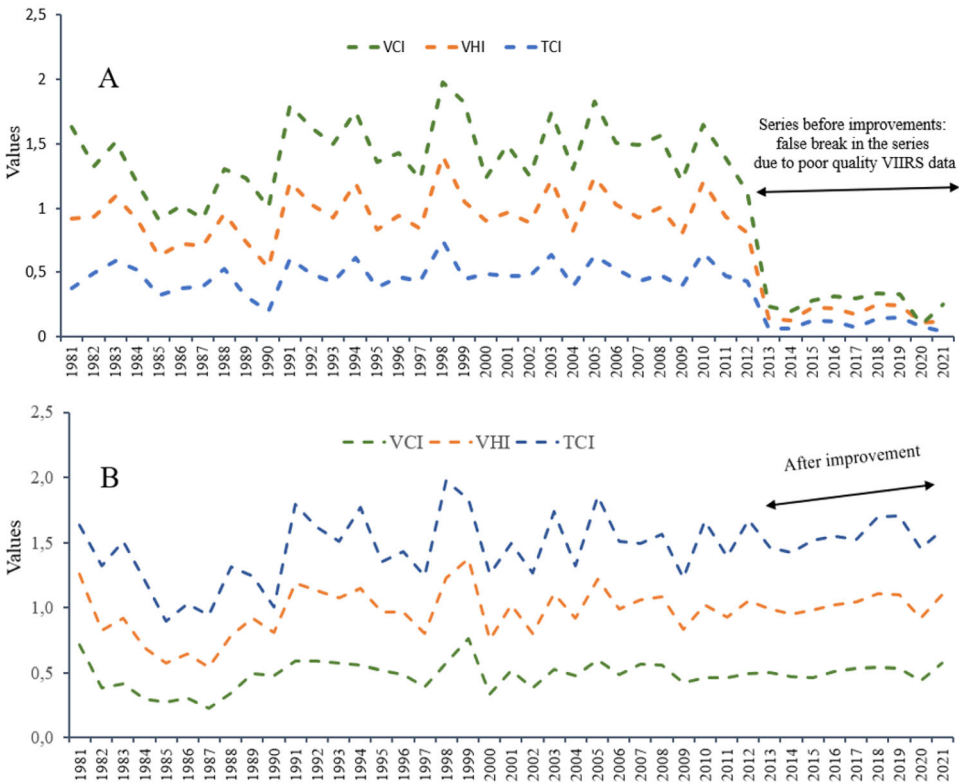 2,5
VCI VHI TCI
A
2
Series before improvements:
false break in the series
due to poor quality VIIRS data
1,5
1
0,5
0
Values
1981 1982 1983 1984 1985 1986 1987 1988 1989 1990 1991 1992 1993 1994 1995 1996 1997 1998 1999 2000 2001 2002 2003 2004 2005 2006 2007 2008 2009 2010 2011 2012 2013 2014 2015 2016 2017 2018 2019 2020 2021
2,5
VCI VHI TCI
After improvement
B
2,0
1,5
1,0
0,5
0,0
Values
1981 1982 1983 1984 1985 1986 1987 1988 1989 1990 1991 1992 1993 1994 1995 1996 1997 1998 1999 2000 2001 2002 2003 2004 2005 2006 2007 2008 2009 2010 2011 2012 2013 2014 2015 2016 2017 2018 2019 2020 2021